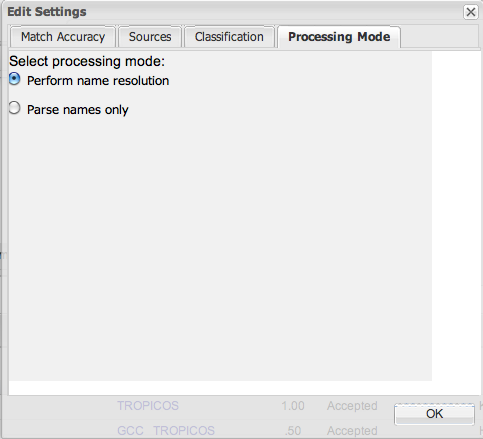 Edit Settings
Match Accuracy Sources Classification Processing Mode
Select processing mode:
Perform name resolution
Parse names only
TROPICOS 1.00 Accepted
OK
GCC TROPICOS .50 Accepted